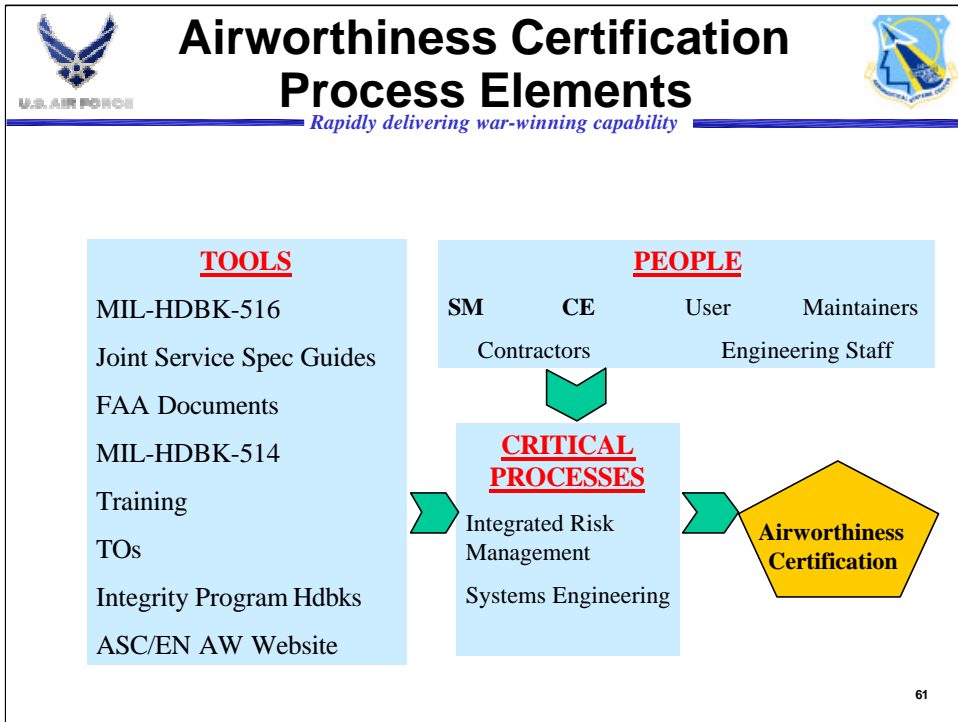 Airworthiness Certification
Process Elements
U.S. AIR FORCE
Rapidly delivering war-winning capability
TOOLS
MIL-HDBK-516
Joint Service Spec Guides
FAA Documents
MIL-HDBK-514
Training
TOs
Integrity Program Hdbks
ASC/EN AW Website
PEOPLE
SM CE User Maintainers
Contractors Engineering Staff
CRITICAL
PROCESSES
Integrated Risk
Management
Systems Engineering
Airworthiness
Certification
61